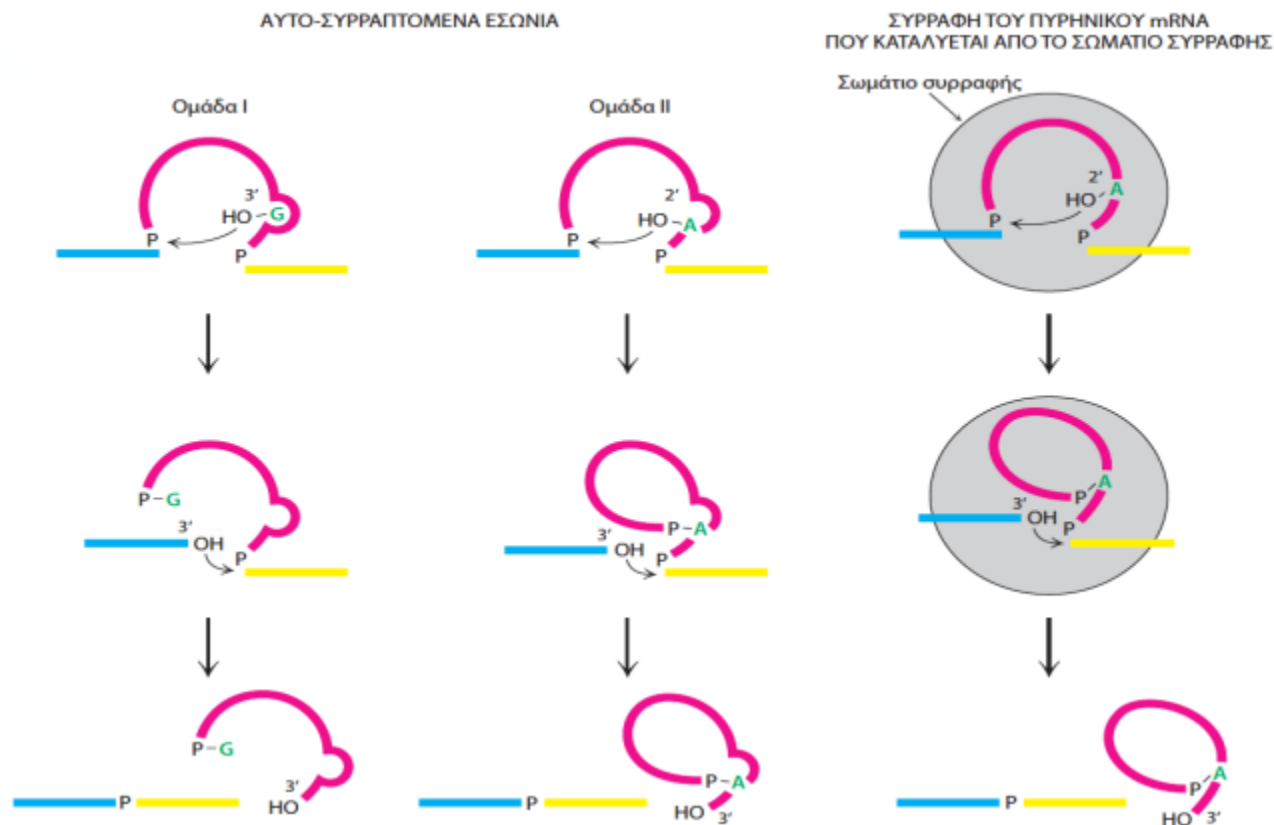 ΑΥΤΟ-ΣΥΡΡΑΠΤΟΜΕΝΑ ΕΣΩΝΙΑ
ΣΥΡΡΑΦΗ ΤΟΥ ΠΥΡΗΝΙΚΟΥ mRNA
ΠΟΥ ΚΑΤΑΛΥΕΤΑΙ ΑΠΟ ΤΟ ΣΩΜΑΤΙΟ ΣΥΡΡΑΦΗΣ
Σωμάτιο συρραφής
Ομάδα I
Ομάδα II
3'
HO-G
P
P
2'
HO-A
P
P
2'
HO-A
P
P
P-G
3'
OH
P
P-A
3'
OH
P
P-A
3'
OH
P
P-G
3'
HO
P
P-A
HO
3'
P
P-A
HO
3'
P